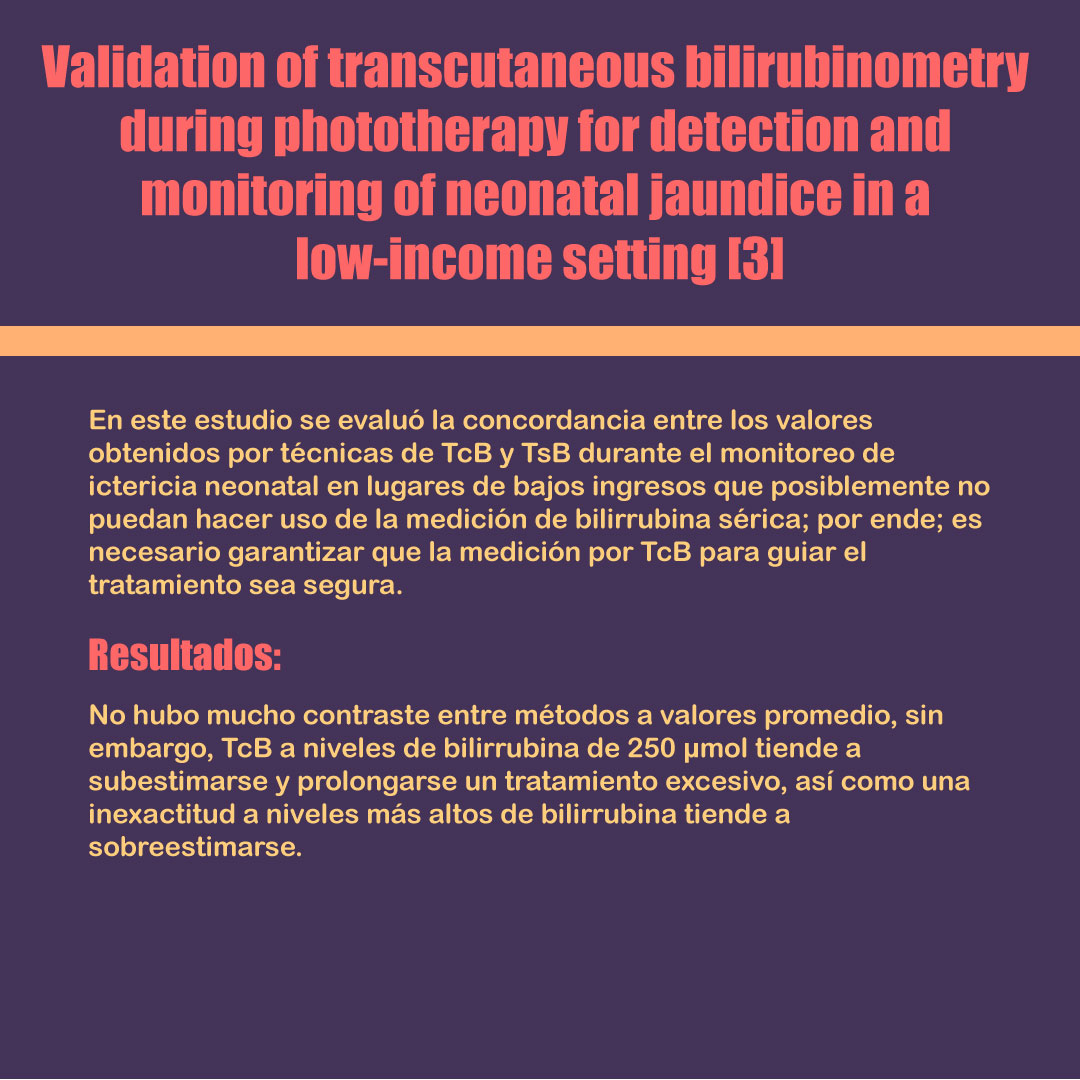 Validation of transcutaneous bilirubinometry
during phototherapy for detection and
monitoring of neonatal jaundice in a
low-income setting [3]
En este estudio se evaluó la concordancia entre los valores
obtenidos por técnicas de TcB y TsB durante el monitoreo de
ictericia neonatal en lugares de bajos ingresos que posiblemente no
puedan hacer uso de la medición de bilirrubina sérica; por ende; es
necesario garantizar que la medición por TcB para guiar el
tratamiento sea segura.
Resultados:
No hubo mucho contraste entre métodos a valores promedio, sin
embargo, TcB a niveles de bilirrubina de 250 µmol tiende a
subestimarse y prolongarse un tratamiento excesivo, así como una
inexactitud a niveles más altos de bilirrubina tiende a
sobreestimarse.